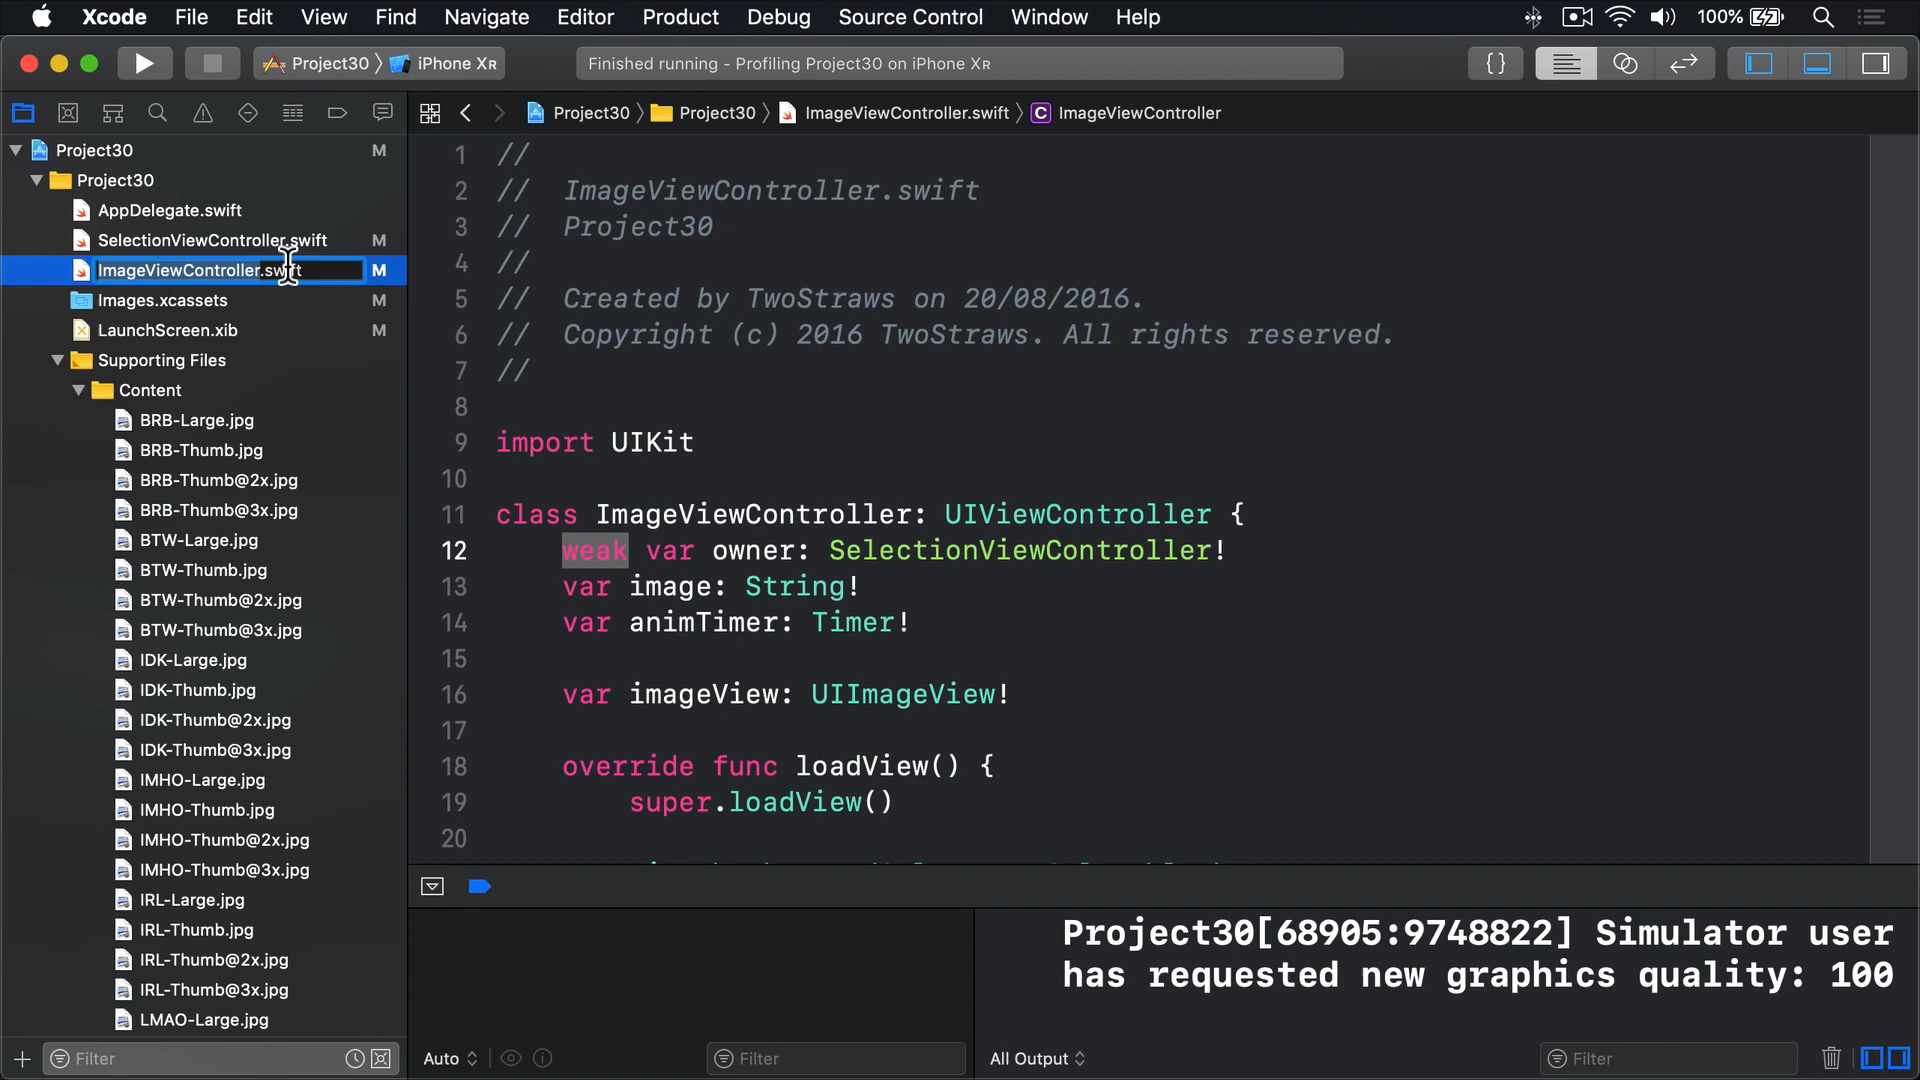 Xcode File Edit View Find Navigate Editor Product Debug Source Control Window Help 100%
Project30 iPhone XR Finished running - Profiling Project30 on iPhone XR
Project30 Project30 ImageViewController.swift C ImageViewController
Project30 M
Project30
AppDelegate.swift
SelectionViewController.swift M
ImageViewController.swift M
Images.xcassets M
LaunchScreen.xib M
Supporting Files
Content
BRB-Large.jpg
BRB-Thumb.jpg
BRB-Thumb@2x.jpg
BRB-Thumb@3x.jpg
BTW-Large.jpg
BTW-Thumb.jpg
BTW-Thumb@2x.jpg
BTW-Thumb@3x.jpg
IDK-Large.jpg
IDK-Thumb.jpg
IDK-Thumb@2x.jpg
IDK-Thumb@3x.jpg
IMHO-Large.jpg
IMHO-Thumb.jpg
IMHO-Thumb@2x.jpg
IMHO-Thumb@3x.jpg
IRL-Large.jpg
IRL-Thumb.jpg
IRL-Thumb@2x.jpg
IRL-Thumb@3x.jpg
LMAO-Large.jpg
Filter
1 //
2 // ImageViewController.swift
3 // Project30
4 //
5 // Created by TwoStraws on 20/08/2016.
6 // Copyright (c) 2016 TwoStraws. All rights reserved.
7 //
8
9 import UIKit
10
11 class ImageViewController: UIViewController {
12 weak var owner: SelectionViewController!
13 var image: String!
14 var animTimer: Timer!
15
16 var imageView: UIImageView!
17
18 override func loadView() {
19 super.loadView()
20
Project30[68905:9748822] Simulator user
has requested new graphics quality: 100
Auto Filter All Output Filter